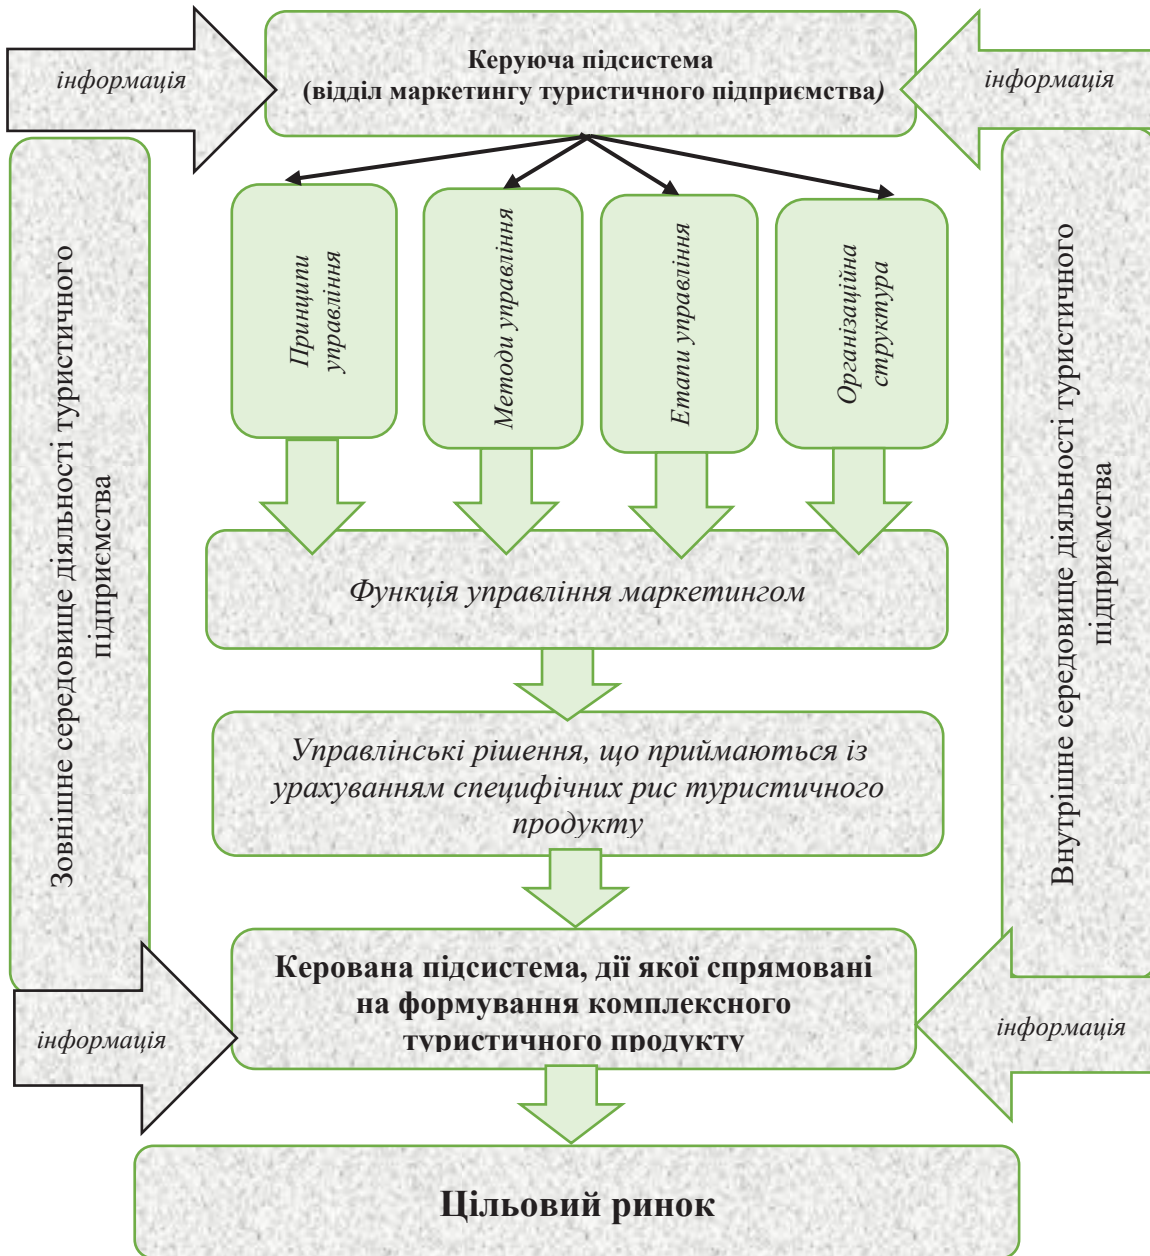 інформація
Керуюча підсистема
(відділ маркетингу туристичного підприємства)
інформація
Зовнішнє середовище діяльності туристичного
підприємства
Принципи
управління
Методи управління
Етапи управління
Організаційна
структура
Внутрішнє середовище діяльності туристичного
підприємства
Функція управління маркетингом
Управлінські рішення, що приймаються із
урахуванням специфічних рис туристичного
продукту
інформація
Керована підсистема, дії якої спрямовані
на формування комплексного
туристичного продукту
інформація
Цільовий ринок